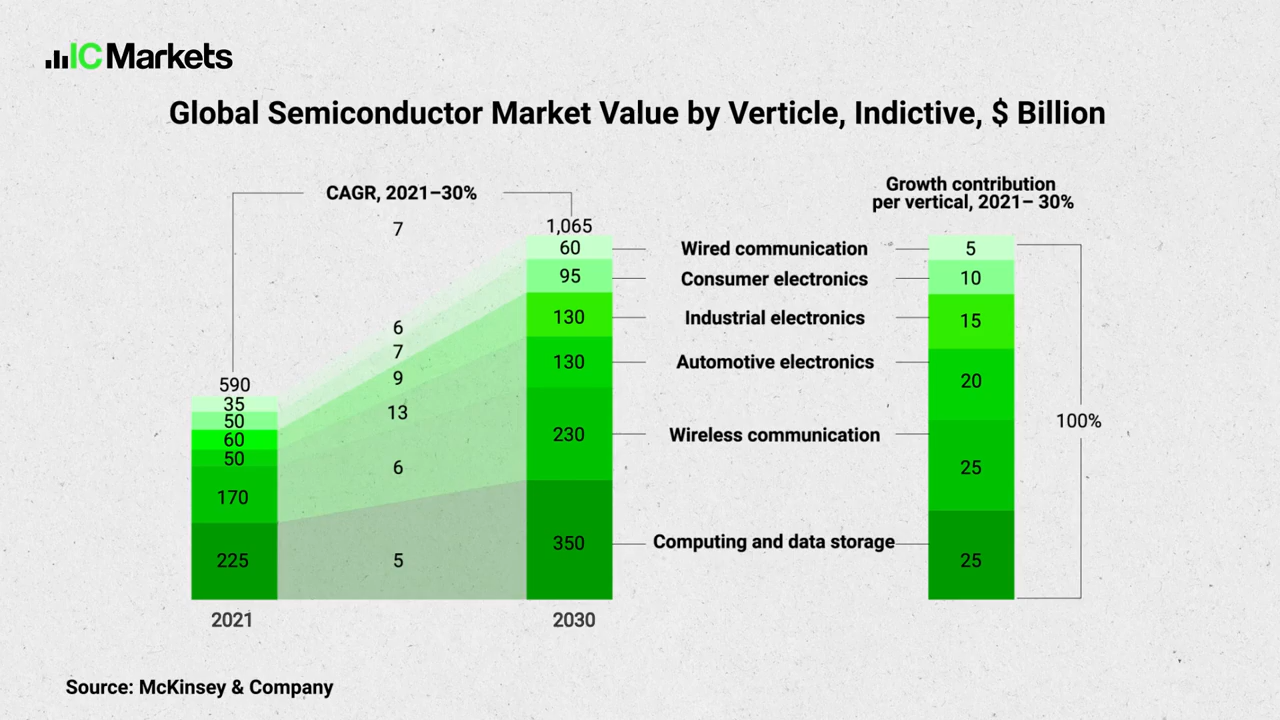 IC Markets
Global Semiconductor Market Value by Verticle, Indictive, $ Billion
CAGR, 2021–30%
7
590
35
50
60
50
170
225
2021
6
7
9
13
6
5
1,065
60
95
130
130
230
350
2030
Wired communication
Consumer electronics
Industrial electronics
Automotive electronics
Wireless communication
Computing and data storage
Growth contribution
per vertical, 2021– 30%
5
10
15
20
25
25
100%
Source: McKinsey & Company